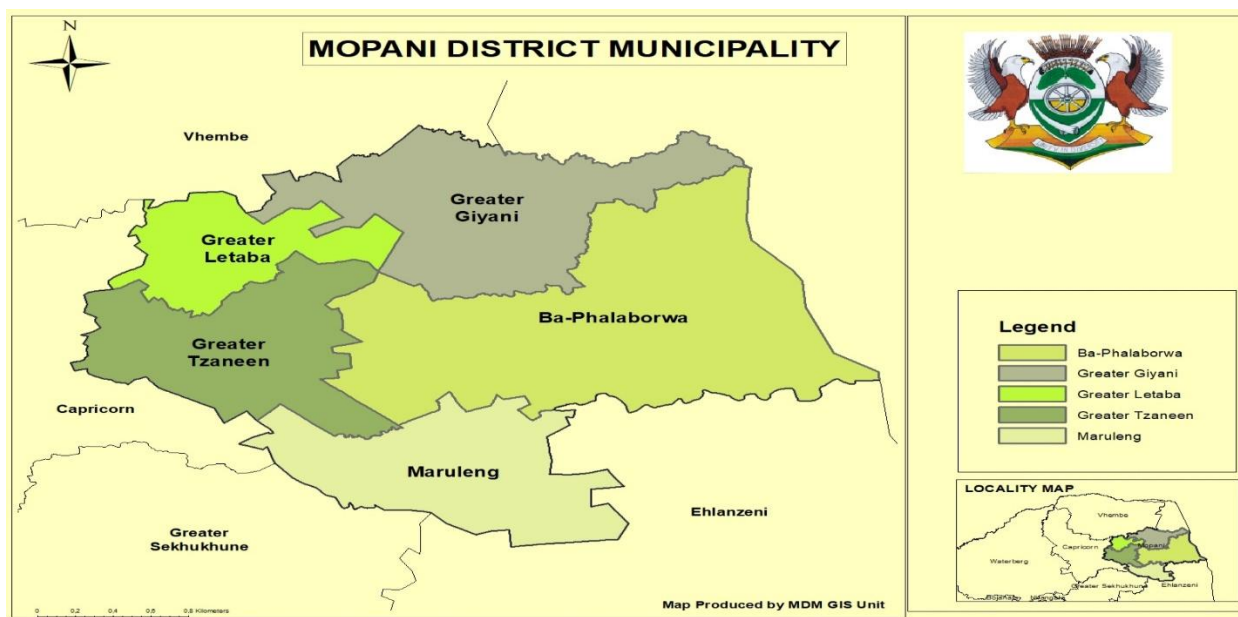 N
MOPANI DISTRICT MUNICIPALITY
Vhembe
Greater
Giyani
Greater
Letaba
Ba-Phalaborwa
Greater
Tzaneen
Capricorn
Maruleng
Ehlanzeni
Greater
Sekhukhune
0 0,2 0,4 0,6 0,8 Kilometers
Map Produced by MDM GIS Unit
Legend
Ba-Phalaborwa
Greater Giyani
Greater Letaba
Greater Tzaneen
Maruleng
LOCALITY MAP
Vhembe
Capricorn
Mopani
Waterberg
Greater Sekhukhune
Ehlanzeni